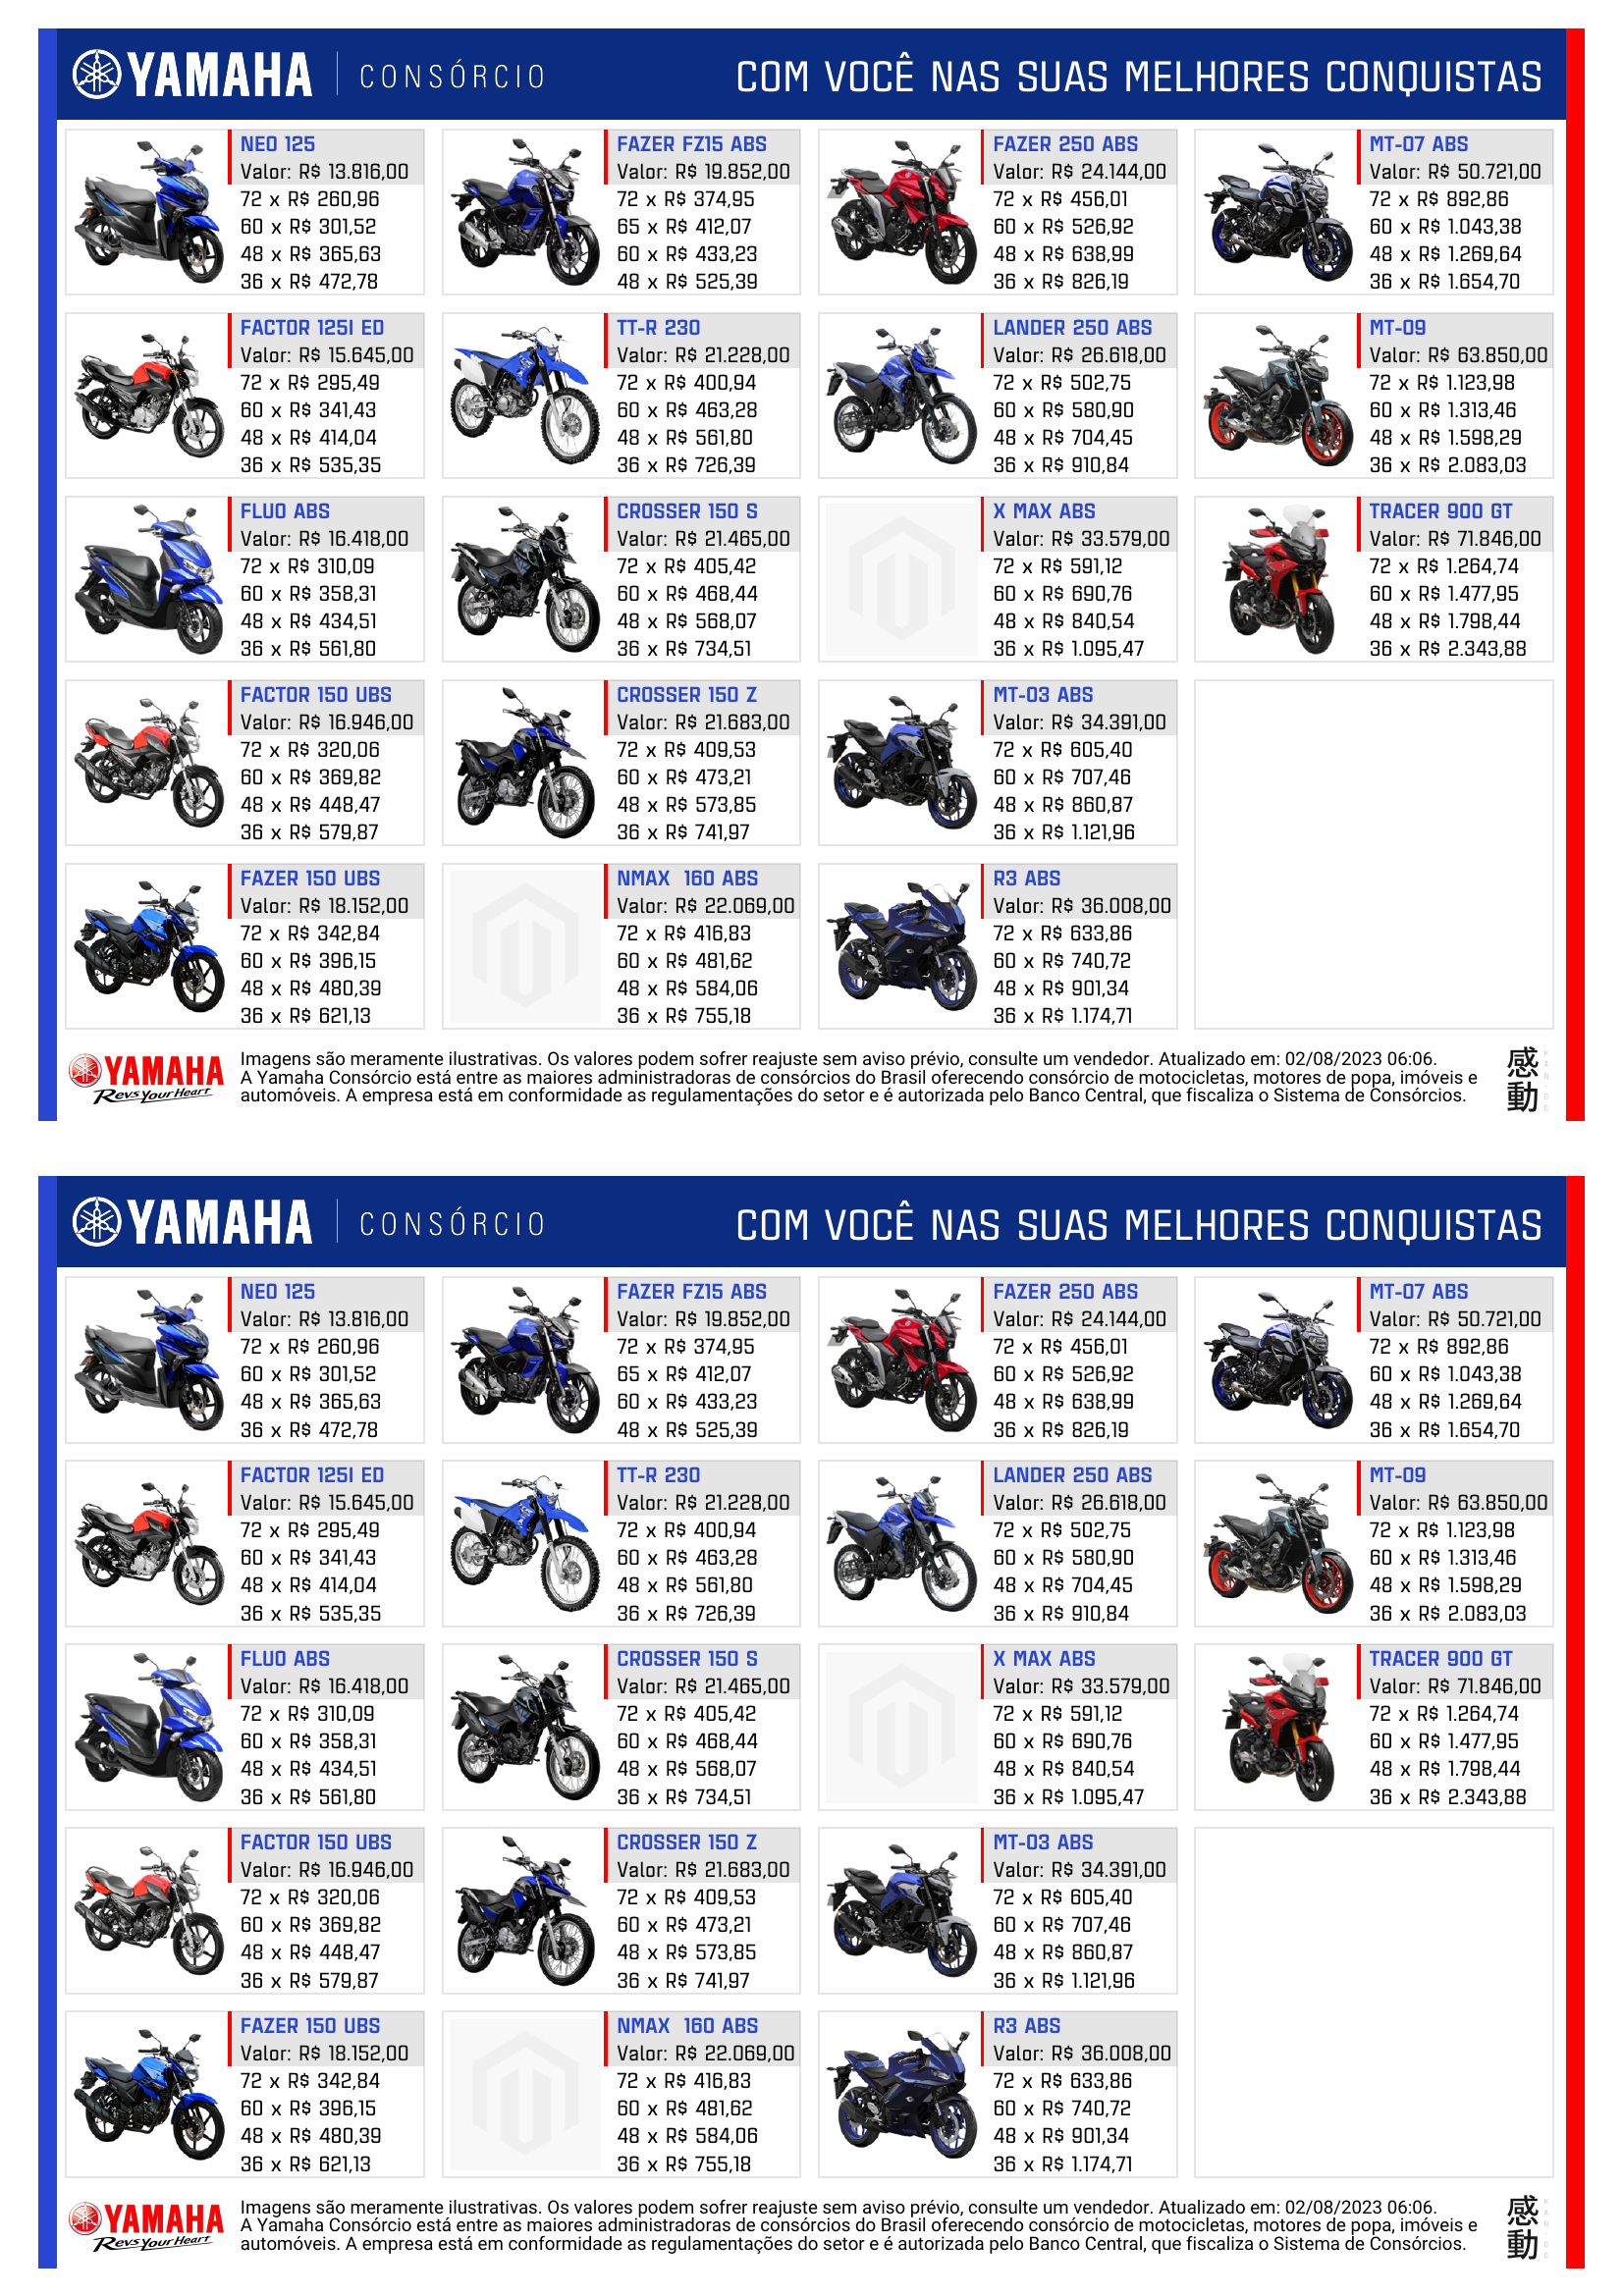 YAMAHA CONSÓRCIO COM VOCÊ NAS SUAS MELHORES CONQUISTAS
NEO 125
Valor: R$ 13.816,00
72 x R$ 260,96
60 x R$ 301,52
48 x R$ 365,63
36 x R$ 472,78
FAZER FZ15 ABS
Valor: R$ 19.852,00
72 x R$ 374,95
65 x R$ 412,07
60 x R$ 433,23
48 x R$ 525,39
FAZER 250 ABS
Valor: R$ 24.144,00
72 x R$ 456,01
60 x R$ 526,92
48 x R$ 638,99
36 x R$ 826,19
MT-07 ABS
Valor: R$ 50.721,00
72 x R$ 892,86
60 x R$ 1.043,38
48 x R$ 1.269,64
36 x R$ 1.654,70
FACTOR 125I ED
Valor: R$ 15.645,00
72 x R$ 295,49
60 x R$ 341,43
48 x R$ 414,04
36 x R$ 535,35
TT-R 230
Valor: R$ 21.228,00
72 x R$ 400,94
60 x R$ 463,28
48 x R$ 561,80
36 x R$ 726,39
LANDER 250 ABS
Valor: R$ 26.618,00
72 x R$ 502,75
60 x R$ 580,90
48 x R$ 704,45
36 x R$ 910,84
MT-09
Valor: R$ 63.850,00
72 x R$ 1.123,98
60 x R$ 1.313,46
48 x R$ 1.598,29
36 x R$ 2.083,03
FLUO ABS
Valor: R$ 16.418,00
72 x R$ 310,09
60 x R$ 358,31
48 x R$ 434,51
36 x R$ 561,80
CROSSER 150 S
Valor: R$ 21.465,00
72 x R$ 405,42
60 x R$ 468,44
48 x R$ 568,07
36 x R$ 734,51
X MAX ABS
Valor: R$ 33.579,00
72 x R$ 591,12
60 x R$ 690,76
48 x R$ 840,54
36 x R$ 1.095,47
TRACER 900 GT
Valor: R$ 71.846,00
72 x R$ 1.264,74
60 x R$ 1.477,95
48 x R$ 1.798,44
36 x R$ 2.343,88
FACTOR 150 UBS
Valor: R$ 16.946,00
72 x R$ 320,06
60 x R$ 369,82
48 x R$ 448,47
36 x R$ 579,87
CROSSER 150 Z
Valor: R$ 21.683,00
72 x R$ 409,53
60 x R$ 473,21
48 x R$ 573,85
36 x R$ 741,97
MT-03 ABS
Valor: R$ 34.391,00
72 x R$ 605,40
60 x R$ 707,46
48 x R$ 860,87
36 x R$ 1.121,96
FAZER 150 UBS
Valor: R$ 18.152,00
72 x R$ 342,84
60 x R$ 396,15
48 x R$ 480,39
36 x R$ 621,13
NMAX 160 ABS
Valor: R$ 22.069,00
72 x R$ 416,83
60 x R$ 481,62
48 x R$ 584,06
36 x R$ 755,18
R3 ABS
Valor: R$ 36.008,00
72 x R$ 633,86
60 x R$ 740,72
48 x R$ 901,34
36 x R$ 1.174,71
YAMAHA
Revs Your Heart
Imagens são meramente ilustrativas. Os valores podem sofrer reajuste sem aviso prévio, consulte um vendedor. Atualizado em: 02/08/2023 06:06.
A Yamaha Consórcio está entre as maiores administradoras de consórcios do Brasil oferecendo consórcio de motocicletas, motores de popa, imóveis e
automóveis. A empresa está em conformidade as regulamentações do setor e é autorizada pelo Banco Central, que fiscaliza o Sistema de Consórcios.
感動
YAMAHA CONSÓRCIO COM VOCÊ NAS SUAS MELHORES CONQUISTAS
NEO 125
Valor: R$ 13.816,00
72 x R$ 260,96
60 x R$ 301,52
48 x R$ 365,63
36 x R$ 472,78
FAZER FZ15 ABS
Valor: R$ 19.852,00
72 x R$ 374,95
65 x R$ 412,07
60 x R$ 433,23
48 x R$ 525,39
FAZER 250 ABS
Valor: R$ 24.144,00
72 x R$ 456,01
60 x R$ 526,92
48 x R$ 638,99
36 x R$ 826,19
MT-07 ABS
Valor: R$ 50.721,00
72 x R$ 892,86
60 x R$ 1.043,38
48 x R$ 1.269,64
36 x R$ 1.654,70
FACTOR 125I ED
Valor: R$ 15.645,00
72 x R$ 295,49
60 x R$ 341,43
48 x R$ 414,04
36 x R$ 535,35
TT-R 230
Valor: R$ 21.228,00
72 x R$ 400,94
60 x R$ 463,28
48 x R$ 561,80
36 x R$ 726,39
LANDER 250 ABS
Valor: R$ 26.618,00
72 x R$ 502,75
60 x R$ 580,90
48 x R$ 704,45
36 x R$ 910,84
MT-09
Valor: R$ 63.850,00
72 x R$ 1.123,98
60 x R$ 1.313,46
48 x R$ 1.598,29
36 x R$ 2.083,03
FLUO ABS
Valor: R$ 16.418,00
72 x R$ 310,09
60 x R$ 358,31
48 x R$ 434,51
36 x R$ 561,80
CROSSER 150 S
Valor: R$ 21.465,00
72 x R$ 405,42
60 x R$ 468,44
48 x R$ 568,07
36 x R$ 734,51
X MAX ABS
Valor: R$ 33.579,00
72 x R$ 591,12
60 x R$ 690,76
48 x R$ 840,54
36 x R$ 1.095,47
TRACER 900 GT
Valor: R$ 71.846,00
72 x R$ 1.264,74
60 x R$ 1.477,95
48 x R$ 1.798,44
36 x R$ 2.343,88
FACTOR 150 UBS
Valor: R$ 16.946,00
72 x R$ 320,06
60 x R$ 369,82
48 x R$ 448,47
36 x R$ 579,87
CROSSER 150 Z
Valor: R$ 21.683,00
72 x R$ 409,53
60 x R$ 473,21
48 x R$ 573,85
36 x R$ 741,97
MT-03 ABS
Valor: R$ 34.391,00
72 x R$ 605,40
60 x R$ 707,46
48 x R$ 860,87
36 x R$ 1.121,96
FAZER 150 UBS
Valor: R$ 18.152,00
72 x R$ 342,84
60 x R$ 396,15
48 x R$ 480,39
36 x R$ 621,13
NMAX 160 ABS
Valor: R$ 22.069,00
72 x R$ 416,83
60 x R$ 481,62
48 x R$ 584,06
36 x R$ 755,18
R3 ABS
Valor: R$ 36.008,00
72 x R$ 633,86
60 x R$ 740,72
48 x R$ 901,34
36 x R$ 1.174,71
YAMAHA
Revs Your Heart
Imagens são meramente ilustrativas. Os valores podem sofrer reajuste sem aviso prévio, consulte um vendedor. Atualizado em: 02/08/2023 06:06.
A Yamaha Consórcio está entre as maiores administradoras de consórcios do Brasil oferecendo consórcio de motocicletas, motores de popa, imóveis e
automóveis. A empresa está em conformidade as regulamentações do setor e é autorizada pelo Banco Central, que fiscaliza o Sistema de Consórcios.
感動